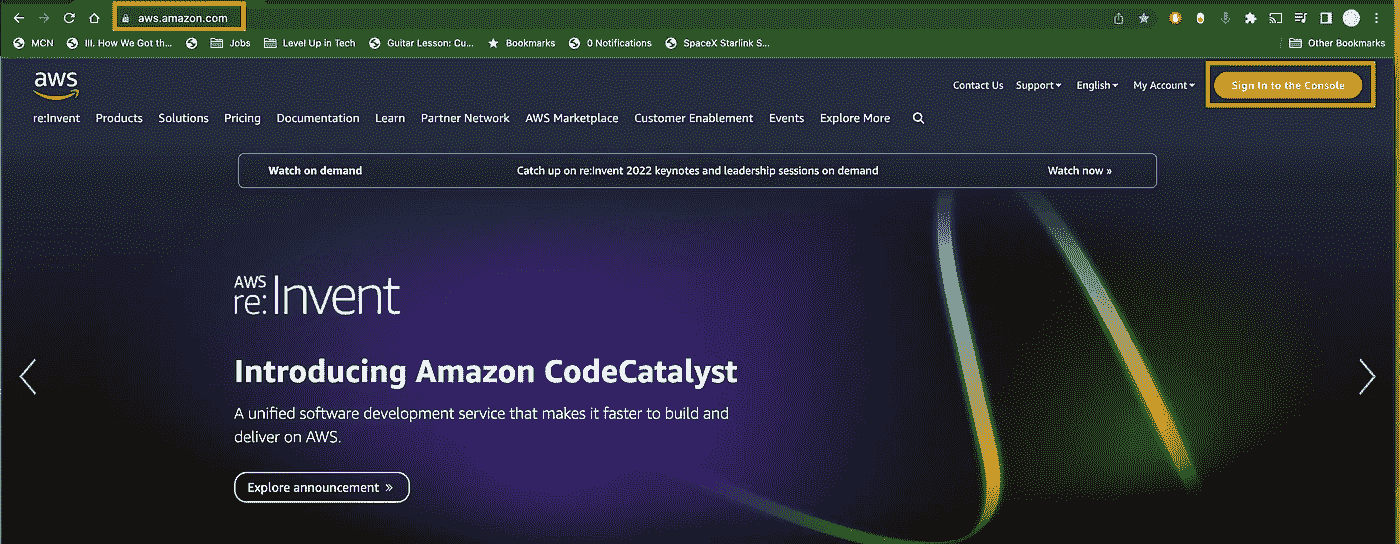 aws.amazon.com
MCN III. How We Got th... Jobs Level Up in Tech Guitar Lesson: Cu... Bookmarks 0 Notifications SpaceX Starlink S... Other Bookmarks
aws Contact Us Support English My Account Sign In to the Console
re:Invent Products Solutions Pricing Documentation Learn Partner Network AWS Marketplace Customer Enablement Events Explore More
Watch on demand Catch up on re:Invent 2022 keynotes and leadership sessions on demand Watch now »
AWS
re:Invent
Introducing Amazon CodeCatalyst
A unified software development service that makes it faster to build and
deliver on AWS.
Explore announcement »